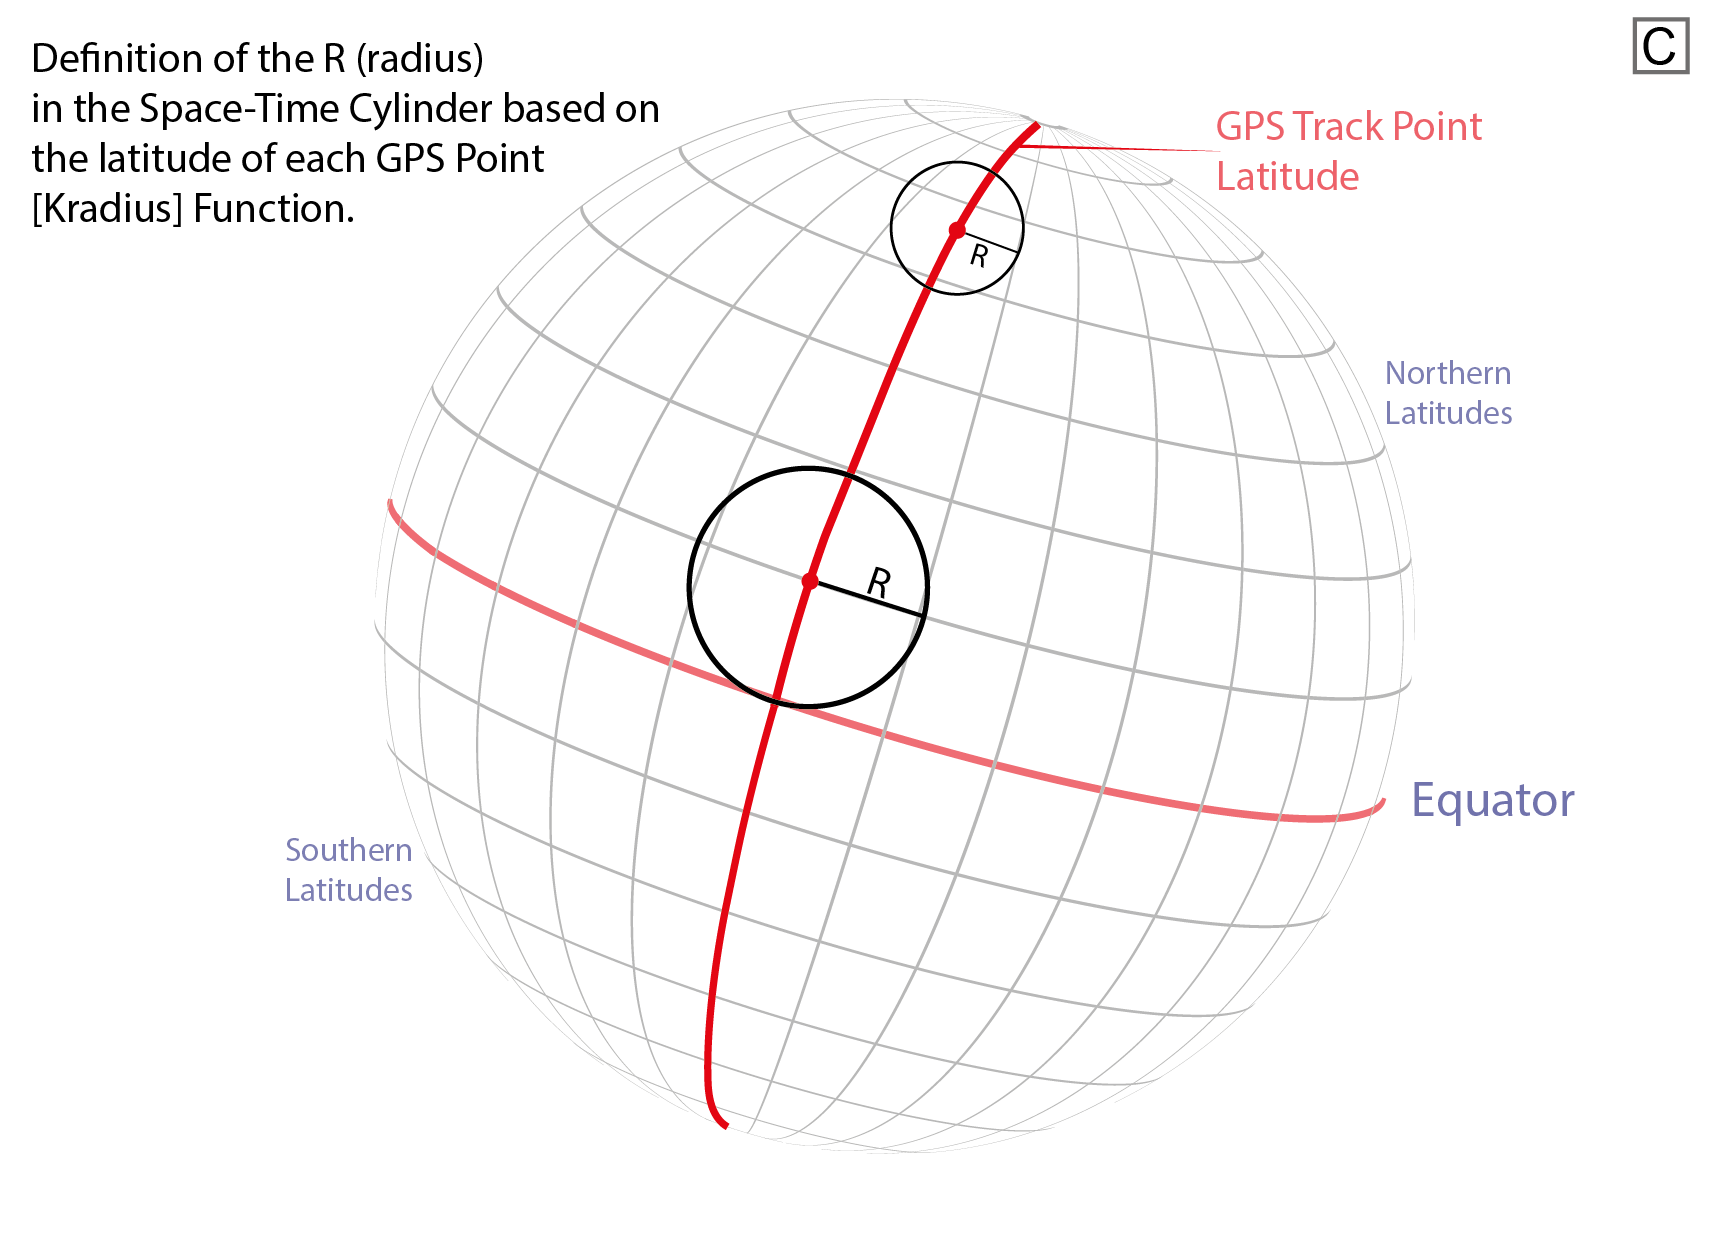 Definition of the R (radius)
in the Space-Time Cylinder based on
the latitude of each GPS Point
[Kradius] Function.
C
GPS Track Point
Latitude
R
Northern
Latitudes
R
Equator
Southern
Latitudes